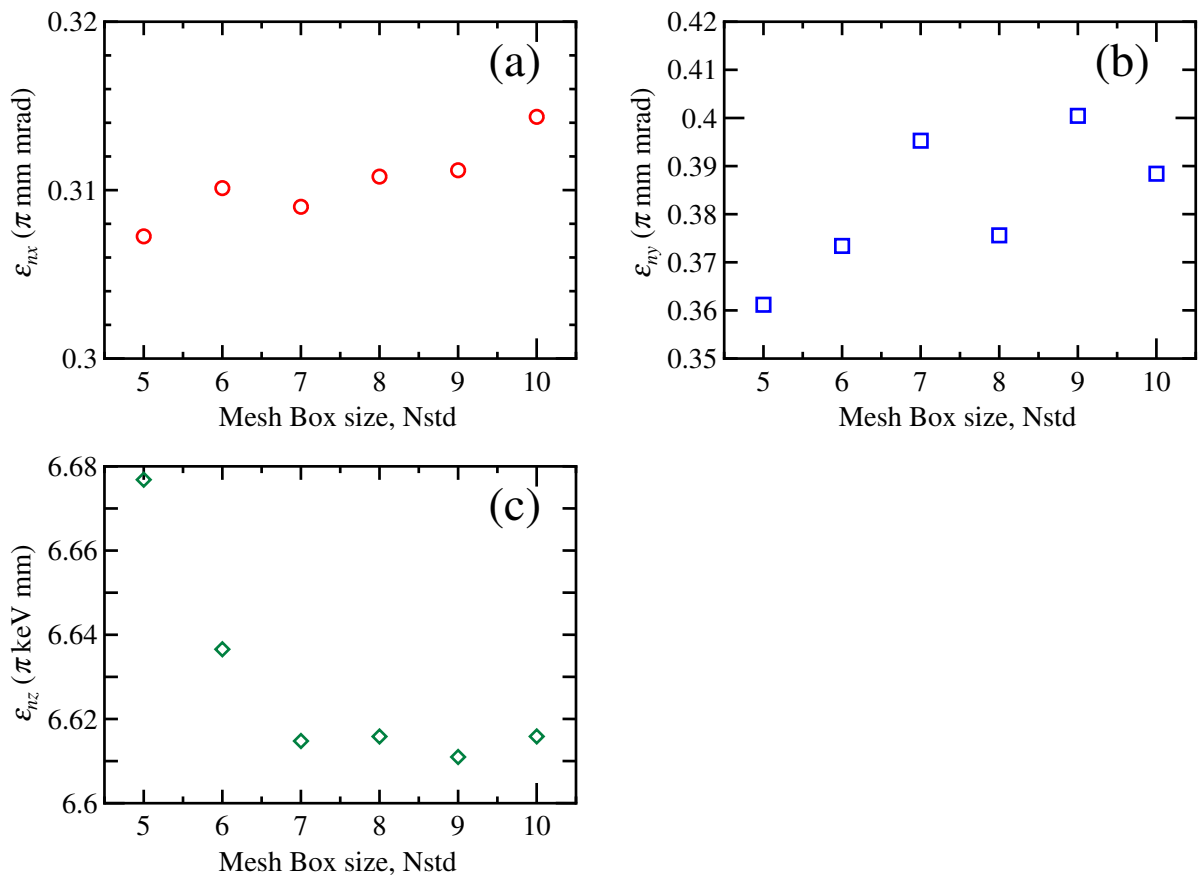 (a)
0.32
0.31
0.3
εnx (π mm mrad)
5 6 7 8 9 10
Mesh Box size, Nstd
(b)
0.42
0.41
0.4
0.39
0.38
0.37
0.36
0.35
εny (π mm mrad)
5 6 7 8 9 10
Mesh Box size, Nstd
(c)
6.68
6.66
6.64
6.62
6.6
εnz (π keV mm)
5 6 7 8 9 10
Mesh Box size, Nstd